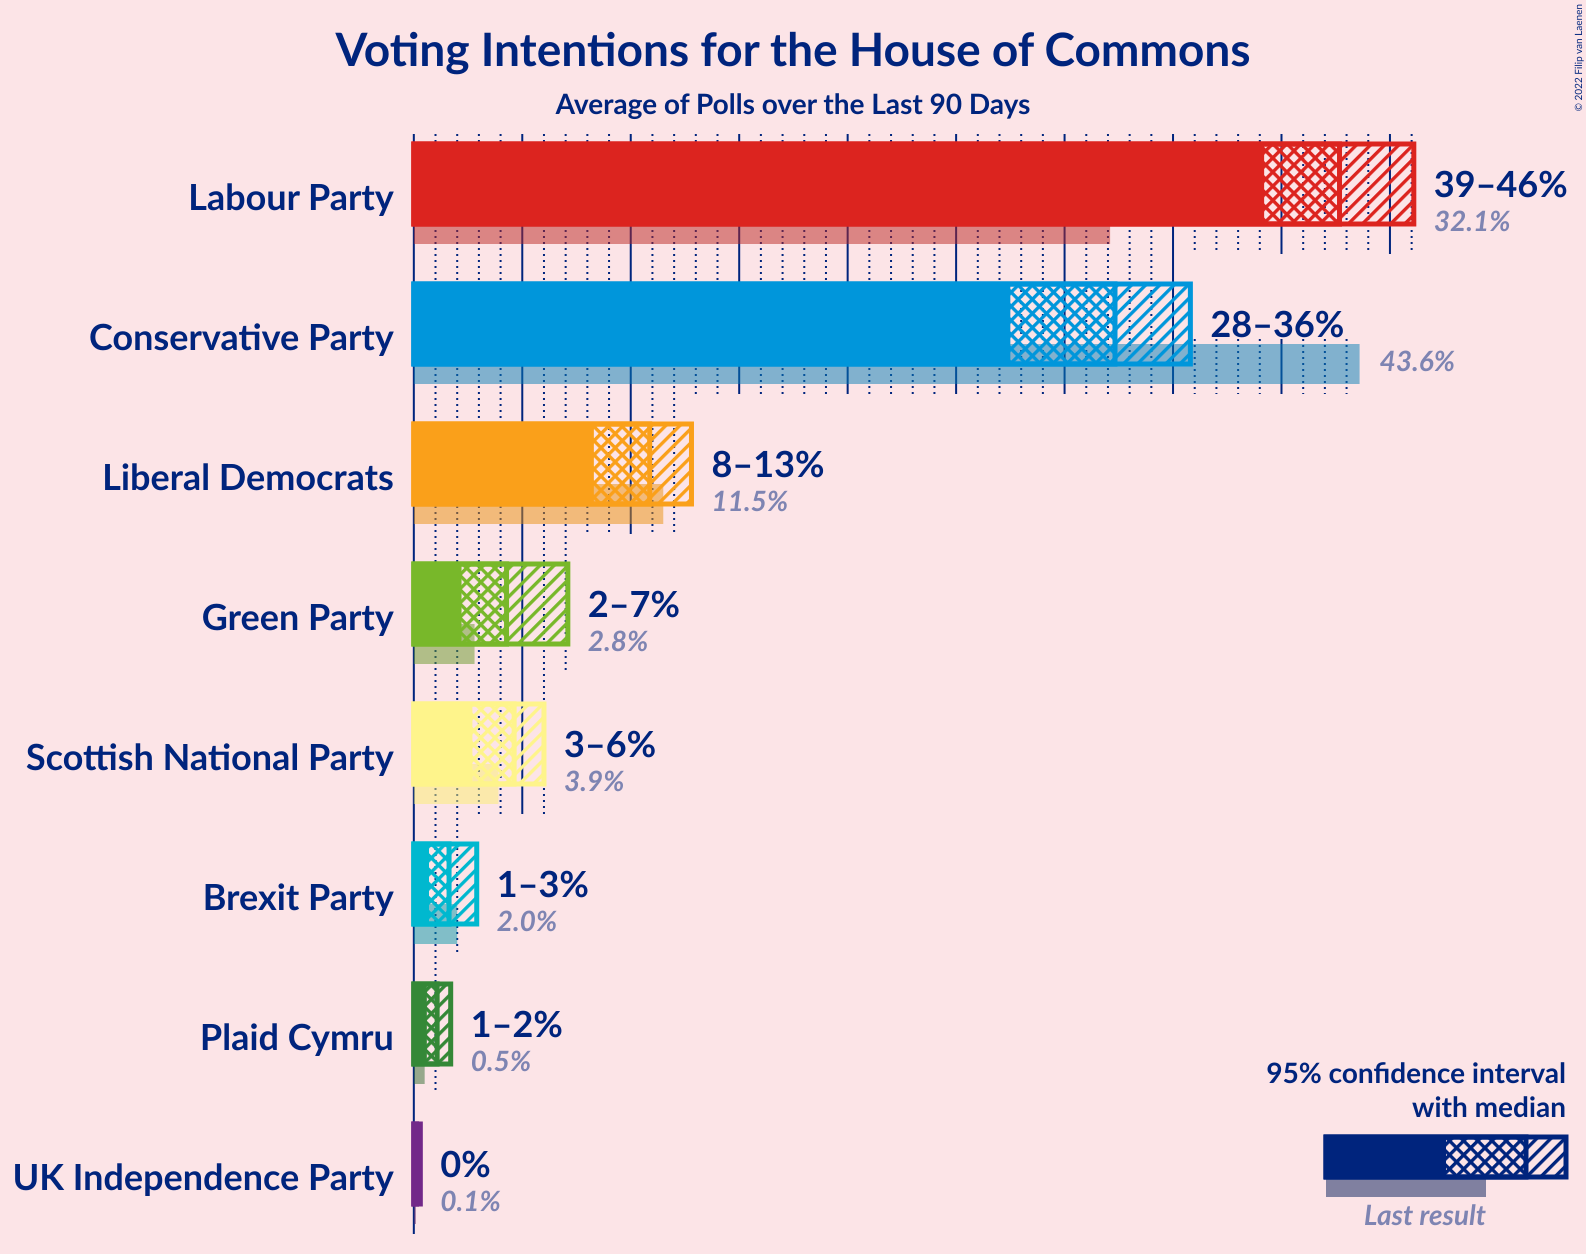 Voting Intentions for the House of Commons
Average of Polls over the Last 90 Days
© 2022 Filip van Laenen
Labour Party
39–46%
32.1%
Conservative Party
28–36%
43.6%
Liberal Democrats
8–13%
11.5%
Green Party
2–7%
2.8%
Scottish National Party
3–6%
3.9%
Brexit Party
1–3%
2.0%
Plaid Cymru
1–2%
0.5%
UK Independence Party
0%
0.1%
95% confidence interval
with median
Last result